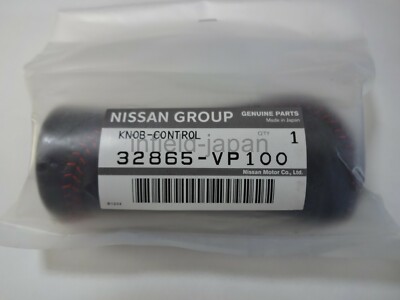 NISSAN GROUP GENUINE PARTS
Made in Japan
KNOB-CONTROL QTY 1
infield-japan
32865-VP100
Nissan Motor Co., Ltd.